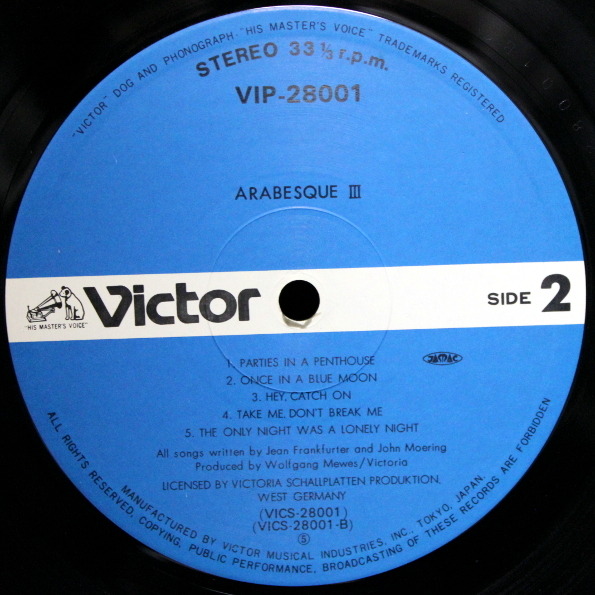 "VICTOR" DOG AND PHONOGRAPH·"HIS MASTER'S VOICE" TRADEMARKS REGISTERED
STEREO 33 ⅓ r.p.m.
VIP-28001
ARABESQUE III
"HIS MASTER'S VOICE"
Victor
SIDE 2
1. PARTIES IN A PENTHOUSE
JASRAC
2. ONCE IN A BLUE MOON
3. HEY, CATCH ON
4. TAKE ME, DON'T BREAK ME
5. THE ONLY NIGHT WAS A LONELY NIGHT
All songs written by Jean Frankfurter and John Moering
Produced by Wolfgang Mewes/Victoria
LICENSED BY VICTORIA SCHALLPLATTEN PRODUKTION.
WEST GERMANY
(VICS-28001)
(VICS-28001-B)
Ⓢ
MANUFACTURED BY VICTOR MUSICAL INDUSTRIES, INC., TOKYO, JAPAN.
ALL RIGHTS RESERVED, COPYING, PUBLIC PERFORMANCE, BROADCASTING OF THESE RECORDS ARE FORBIDDEN